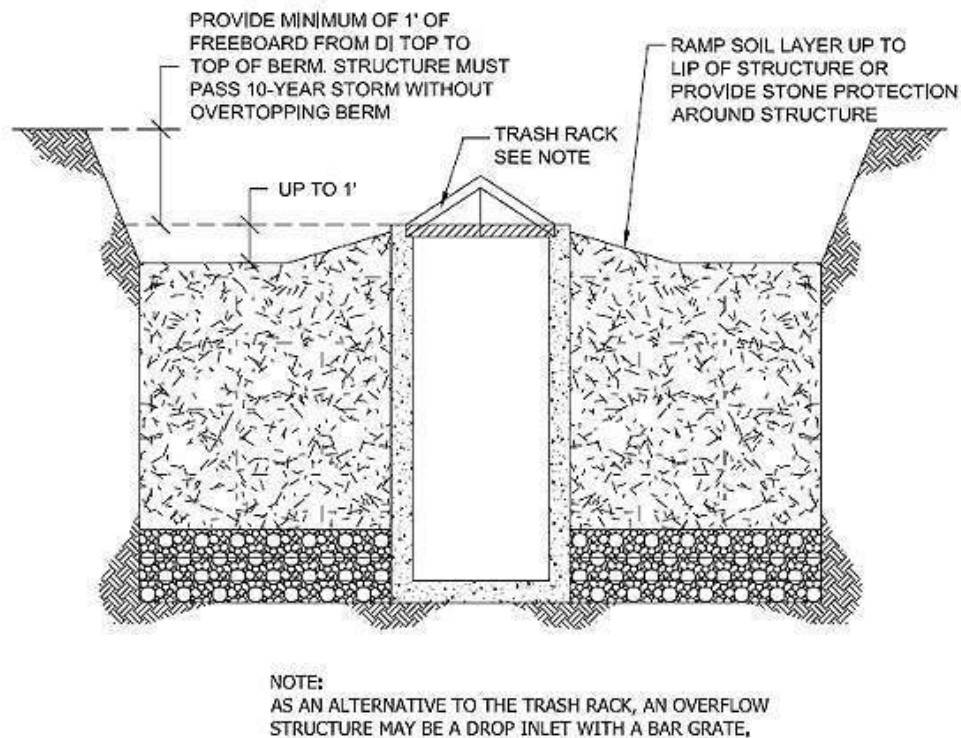 PROVIDE MINIMUM OF 1' OF
FREEBOARD FROM DI TOP TO
TOP OF BERM. STRUCTURE MUST
PASS 10-YEAR STORM WITHOUT
OVERTOPPING BERM
RAMP SOIL LAYER UP TO
LIP OF STRUCTURE OR
PROVIDE STONE PROTECTION
AROUND STRUCTURE
TRASH RACK
SEE NOTE
UP TO 1'
NOTE:
AS AN ALTERNATIVE TO THE TRASH RACK, AN OVERFLOW
STRUCTURE MAY BE A DROP INLET WITH A BAR GRATE,